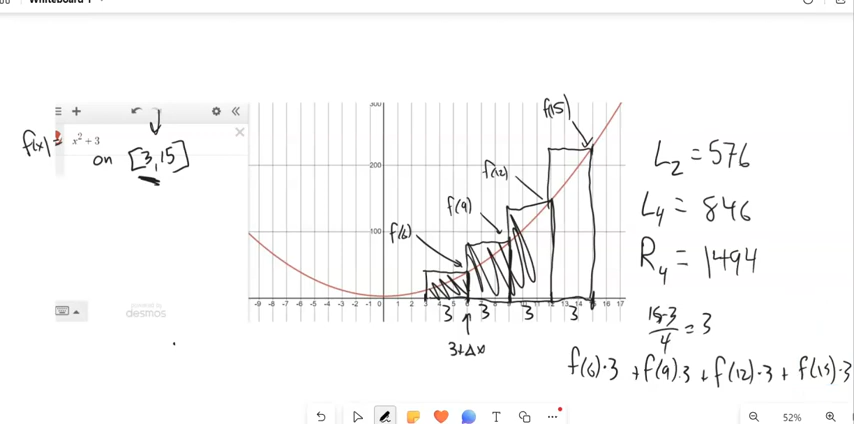 Whiteboard 1
f(x)= x² + 3
on [3,15]
300
200
100
-9 -8 -7 -6 -5 -4 -3 -2 -1 0 1 2 3 4 5 6 7 8 9 10 11 12 13 14 15 16 17
f(6)
f(9)
f(12)
f(15)
3 3 3 3
3+Δx
L₂ = 576
L₄ = 846
R₄ = 1494
15-3/4 = 3
f(6)·3 + f(9)·3 + f(12)·3 + f(15)·3
powered by
desmos
T
52%